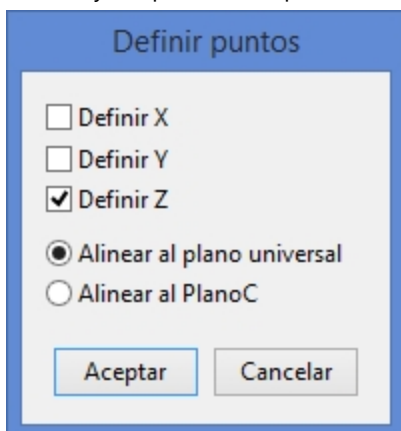 Definir puntos
Definir X
Definir Y
Definir Z
Alinear al plano universal
Alinear al PlanoC
Aceptar Cancelar